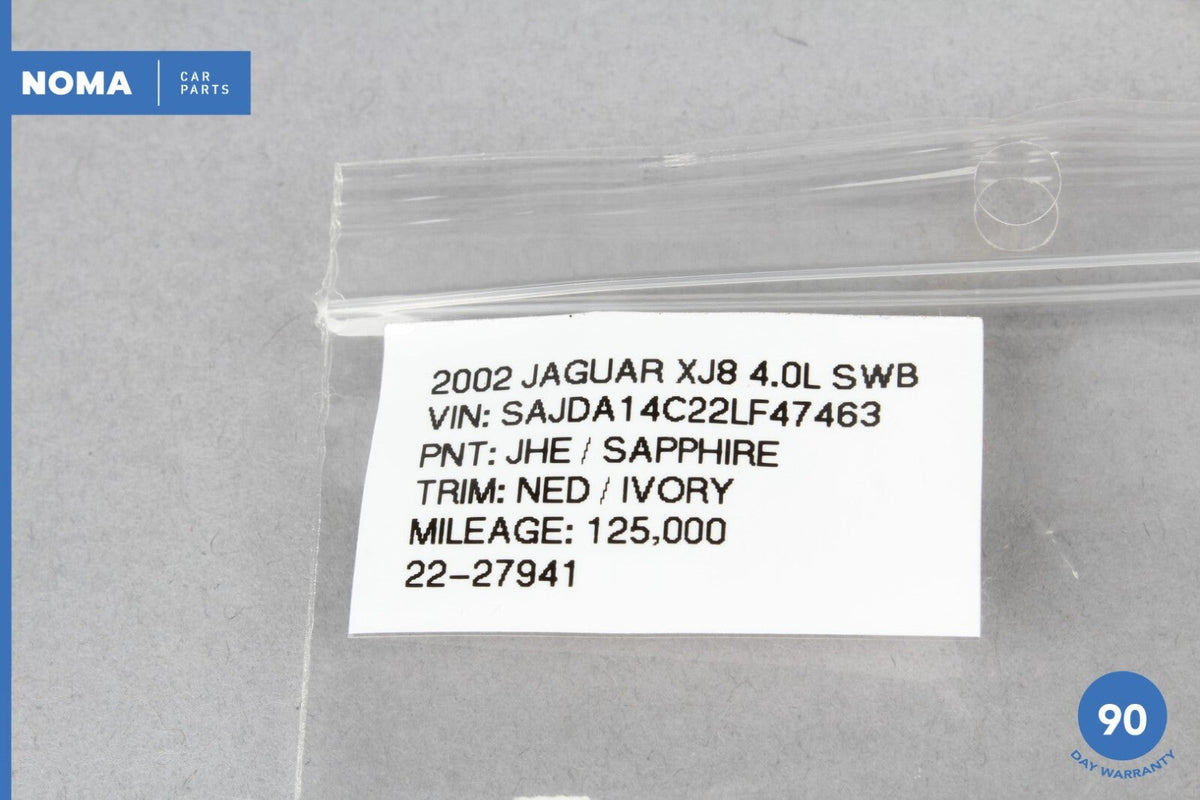 NOMA
CAR
PARTS
2002 JAGUAR XJ8 4.0L SWB
VIN: SAJDA14C22LF47463
PNT: JHE / SAPPHIRE
TRIM: NED / IVORY
MILEAGE: 125,000
22-27941
90
DAY WARRANTY